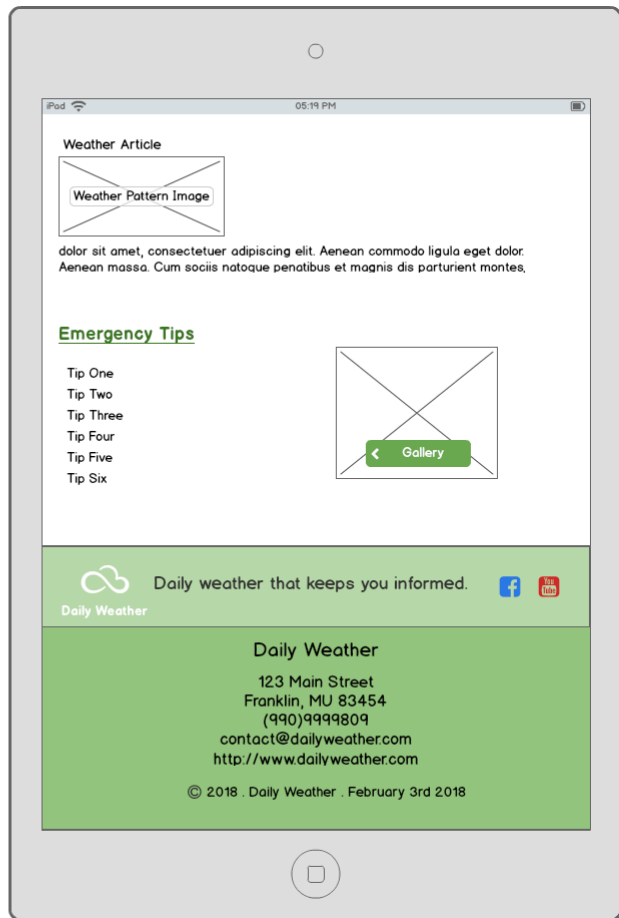 iPad 05:19 PM
Weather Article
Weather Pattern Image
dolor sit amet, consectetuer adipiscing elit. Aenean commodo ligula eget dolor.
Aenean massa. Cum sociis natoque penatibus et magnis dis parturient montes,
Emergency Tips
Tip One
Tip Two
Tip Three
Tip Four
Tip Five
Tip Six
Gallery
Daily weather that keeps you informed.
You
Tube
Daily Weather
Daily Weather
123 Main Street
Franklin, MU 83454
(990)9999809
contact@dailyweather.com
http://www.dailyweather.com
© 2018 . Daily Weather . February 3rd 2018